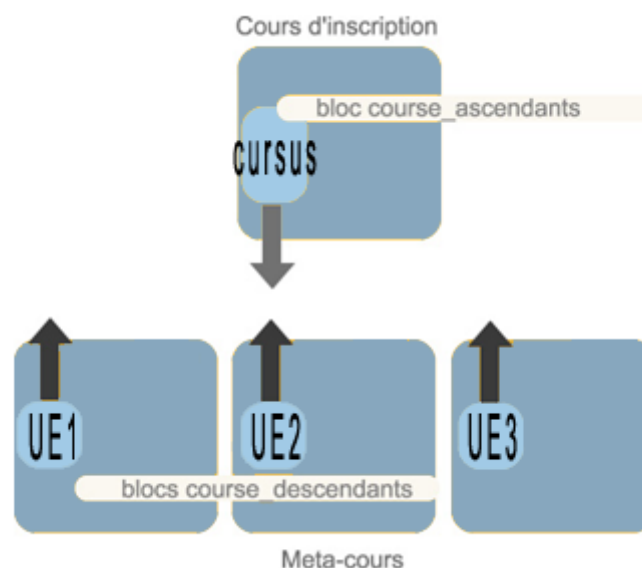 Cours d'inscription
bloc course_ascendants
cursus
UE1
UE2
UE3
blocs course_descendants
Meta-cours